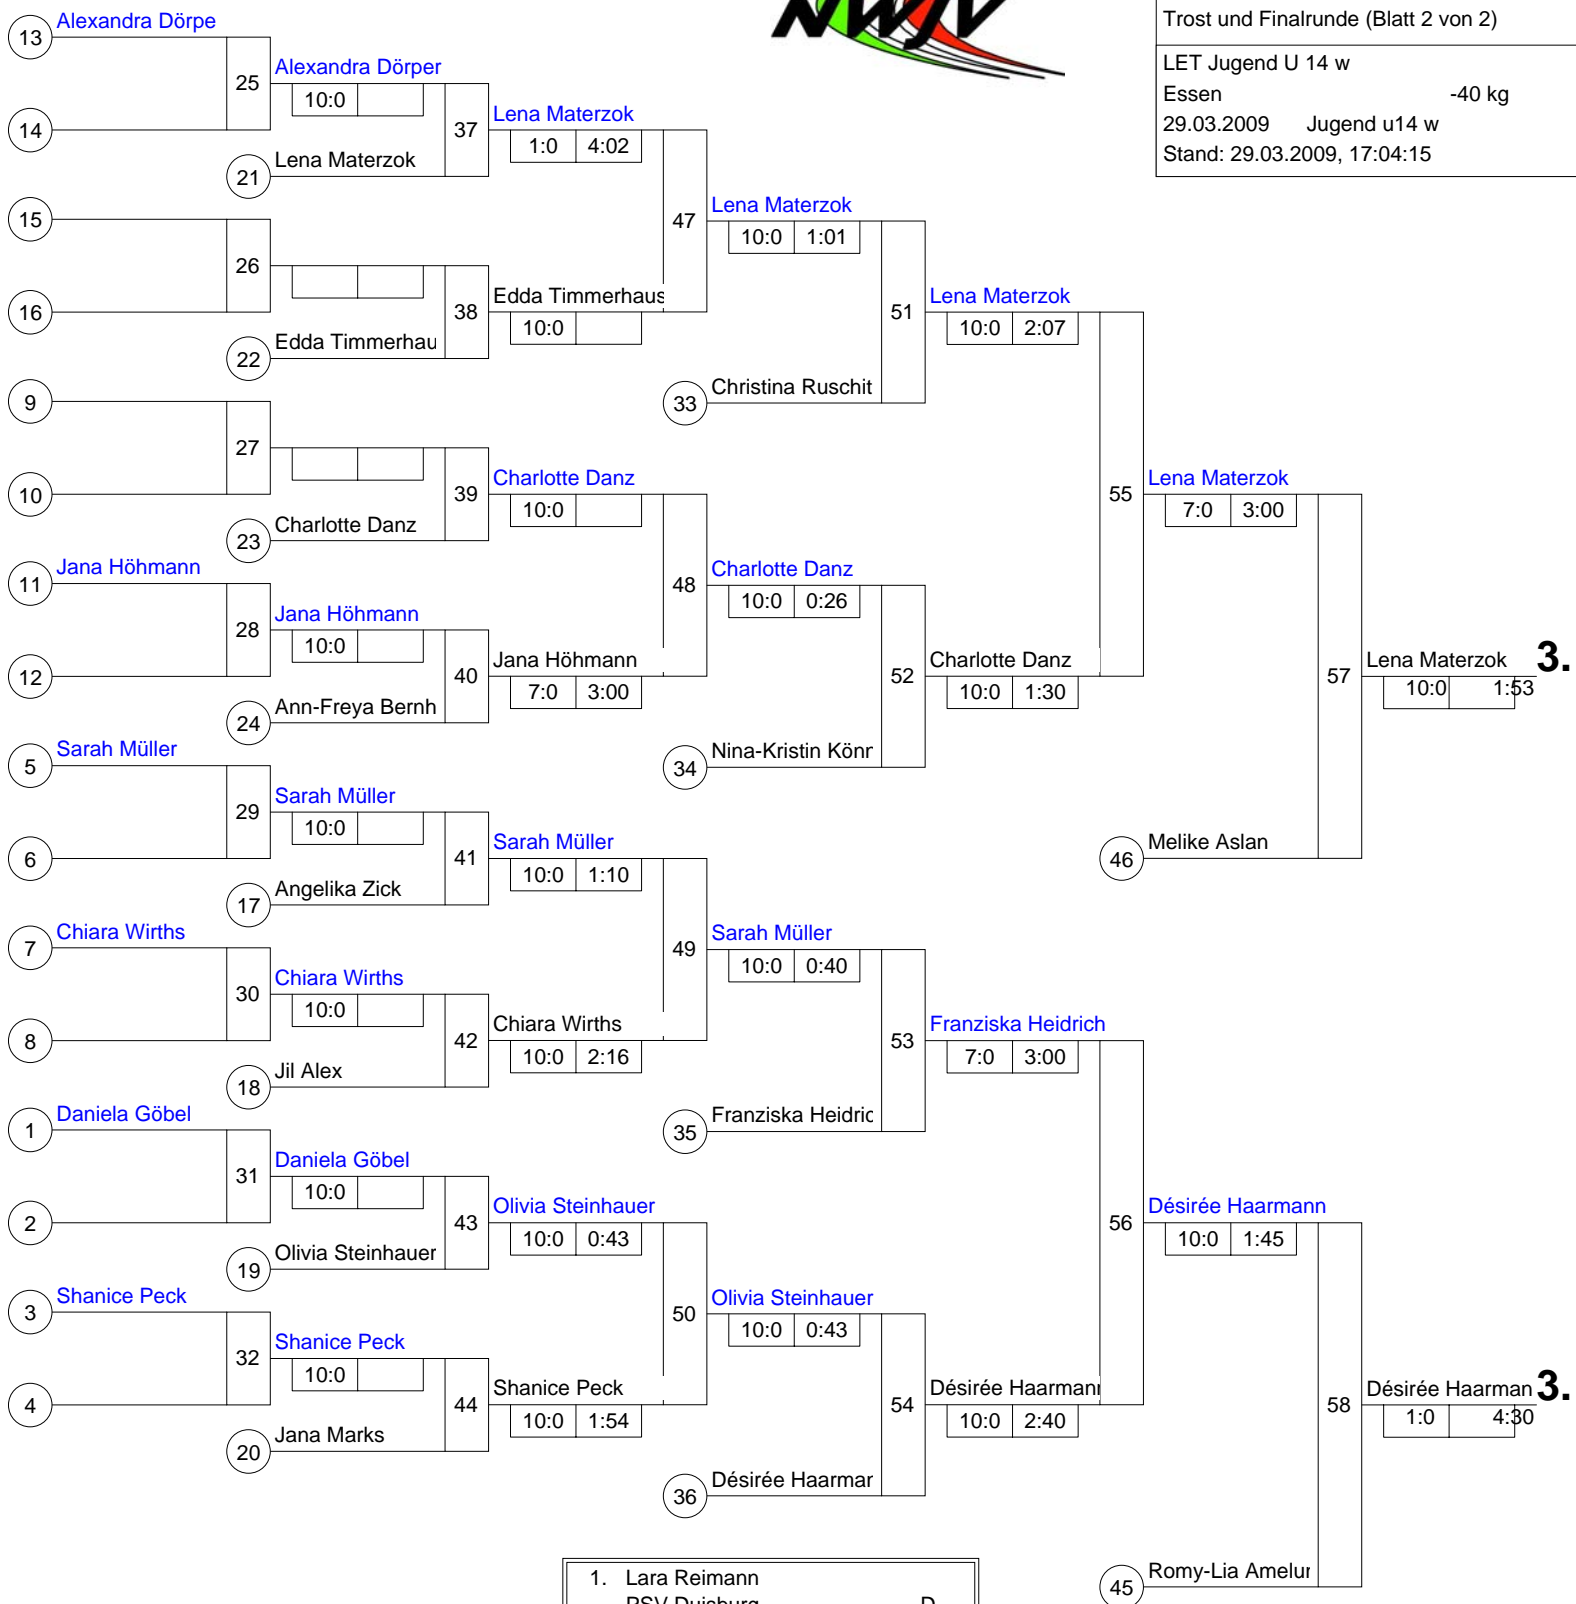 NWJV
Trost und Finalrunde (Blatt 2 von 2)
LET Jugend U 14 w
Essen -40 kg
29.03.2009 Jugend u14 w
Stand: 29.03.2009, 17:04:15
13 Alexandra Dörpe
25 Alexandra Dörper
10:0
14
37 Lena Materzok
1:0 4:02
21 Lena Materzok
15
47 Lena Materzok
10:0 1:01
26
16
38 Edda Timmerhaus
10:0
22 Edda Timmerhau
51 Lena Materzok
10:0 2:07
33 Christina Ruschit
9
27
10
39 Charlotte Danz
10:0
23 Charlotte Danz
55 Lena Materzok
7:0 3:00
11 Jana Höhmann
48 Charlotte Danz
10:0 0:26
28 Jana Höhmann
10:0
12
40 Jana Höhmann
7:0 3:00
52 Charlotte Danz
10:0 1:30
57 Lena Materzok 3.
10:0 1:53
24 Ann-Freya Bernh
34 Nina-Kristin Könr
5 Sarah Müller
29 Sarah Müller
10:0
6
41 Sarah Müller
10:0 1:10
46 Melike Aslan
17 Angelika Zick
7 Chiara Wirths
49 Sarah Müller
10:0 0:40
30 Chiara Wirths
10:0
8
42 Chiara Wirths
10:0 2:16
53 Franziska Heidrich
7:0 3:00
18 Jil Alex
35 Franziska Heidric
1 Daniela Göbel
31 Daniela Göbel
10:0
2
43 Olivia Steinhauer
10:0 0:43
56 Désirée Haarmann
10:0 1:45
19 Olivia Steinhauer
3 Shanice Peck
50 Olivia Steinhauer
10:0 0:43
32 Shanice Peck
10:0
4
44 Shanice Peck
10:0 1:54
54 Désirée Haarmann
10:0 2:40
58 Désirée Haarman 3.
1:0 4:30
20 Jana Marks
36 Désirée Haarmar
45 Romy-Lia Amelur
1. Lara Reimann
PSV Duisburg D